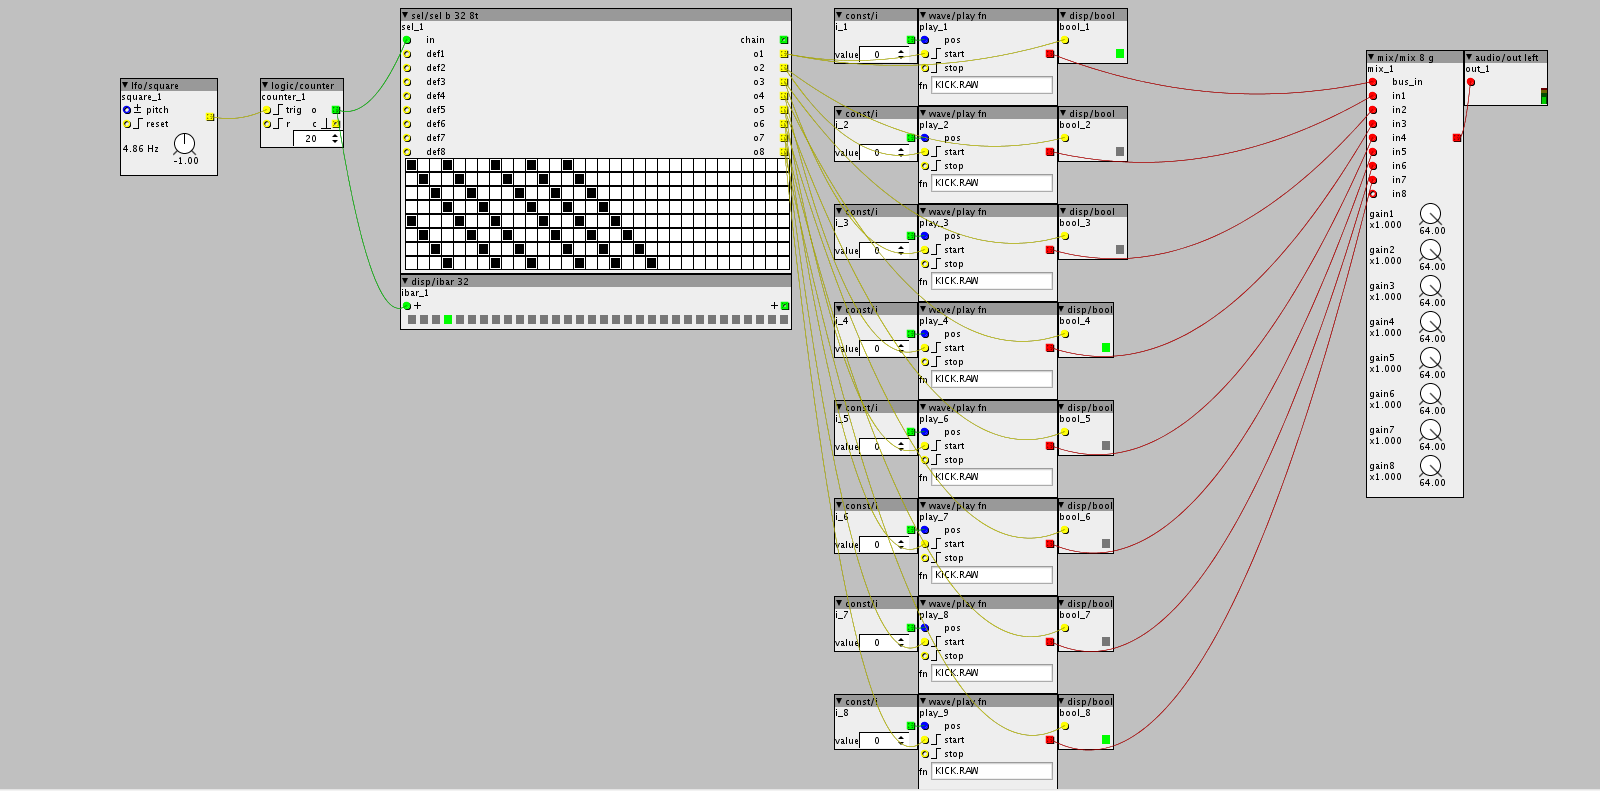 lfo/square
square_1
± pitch
reset
4.86 Hz
-1.00
logic/counter
counter_1
trig o
r c
20
sel/sel b 32 8t
sel_1
in chain
def1 o1
def2 o2
def3 o3
def4 o4
def5 o5
def6 o6
def7 o7
def8 o8
disp/ibar 32
ibar_1
+ +
const/i
i_1
value 0
wave/play fn
play_1
pos
start
stop
fn KICK.RAW
disp/bool
bool_1
const/i
i_2
value 0
wave/play fn
play_2
pos
start
stop
fn KICK.RAW
disp/bool
bool_2
const/i
i_3
value 0
wave/play fn
play_3
pos
start
stop
fn KICK.RAW
disp/bool
bool_3
const/i
i_4
value 0
wave/play fn
play_4
pos
start
stop
fn KICK.RAW
disp/bool
bool_4
const/i
i_5
value 0
wave/play fn
play_6
pos
start
stop
fn KICK.RAW
disp/bool
bool_5
const/i
i_6
value 0
wave/play fn
play_7
pos
start
stop
fn KICK.RAW
disp/bool
bool_6
const/i
i_7
value 0
wave/play fn
play_8
pos
start
stop
fn KICK.RAW
disp/bool
bool_7
const/i
i_8
value 0
wave/play fn
play_9
pos
start
stop
fn KICK.RAW
disp/bool
bool_8
mix/mix 8 g
mix_1
bus_in
in1
in2
in3
in4
in5
in6
in7
in8
gain1
x1.000
64.00
gain2
x1.000
64.00
gain3
x1.000
64.00
gain4
x1.000
64.00
gain5
x1.000
64.00
gain6
x1.000
64.00
gain7
x1.000
64.00
gain8
x1.000
64.00
audio/out left
out_1